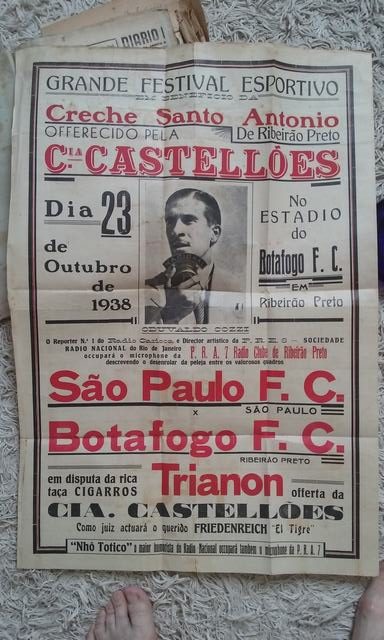 DIARIO
GRANDE FESTIVAL ESPORTIVO
EM BENEFICIO DA
Creche Santo Antonio
OFFERECIDO PELA
De Ribeirão Preto
CIA CASTELLÕES
Dia 23
de
Outubro
de
1938
No
ESTADIO
do
Botafogo F. C.
EM
Ribeirão Preto
ODUVALDO COZZI
O Reporter N.º 1 do Radio Carioca, e Director artistico da P. R. E 8 — SOCIEDADE
RADIO NACIONAL do Rio de Janeiro
occupará o microphone da P. R. A. 7 Radio Clube de Ribeirão Preto
descrevendo o desenrolar da peleja entre os valorosos quadros
São Paulo F. C.
x SÃO PAULO
Botafogo F. C.
RIBEIRÃO PRETO
em disputa da rica
taça CIGARROS
Trianon
offerta da
CIA. CASTELLÕES
Como juiz actuará o querido FRIEDENREICH "El Tigre"
"Nhô Totico" o maior humorista do Radio Nacional occupará tambem o microphone da P. R. A. 7